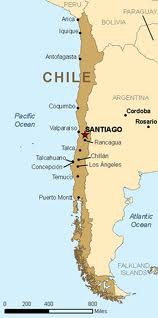 PERU
BOLIVIA
PARAGUAY
Arica
Iquique
Antofagasta
CHILE
Coquimbo
ARGENTINA
Pacific
Ocean
Cordoba
Rosario
Valparaiso
SANTIAGO
Rancagua
Talca
Talcahuano
Chillán
Concepción
Los Angeles
Temuco
Puerto Mont
Atlantic
Ocean
FALKLAND
ISLANDS
0 200 400 800
Miles